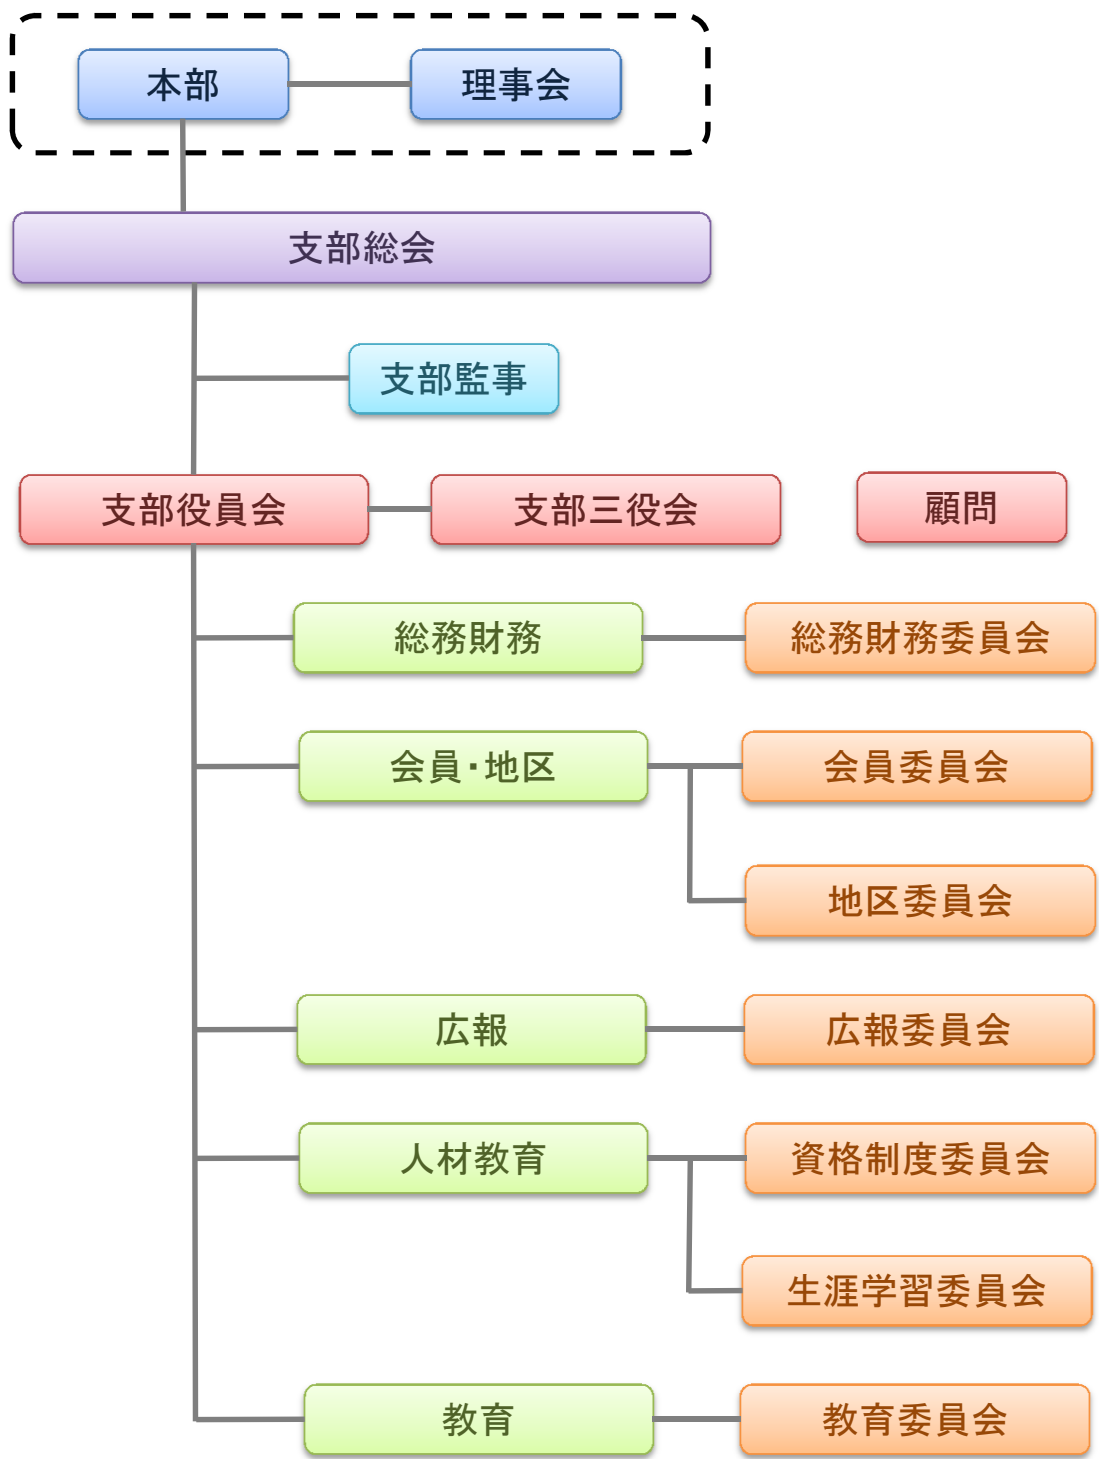 本部
理事会
支部総会
支部監事
支部役員会
支部三役会
顧問
総務財務
総務財務委員会
会員・地区
会員委員会
地区委員会
広報
広報委員会
人材教育
資格制度委員会
生涯学習委員会
教育
教育委員会